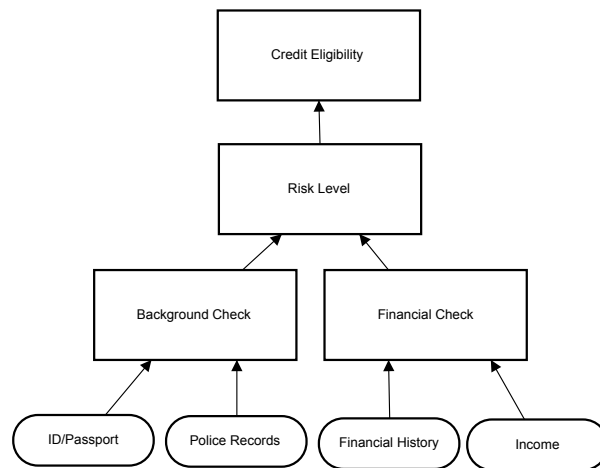 Credit Eligibility
Risk Level
Background Check
Financial Check
ID/Passport
Police Records
Financial History
Income